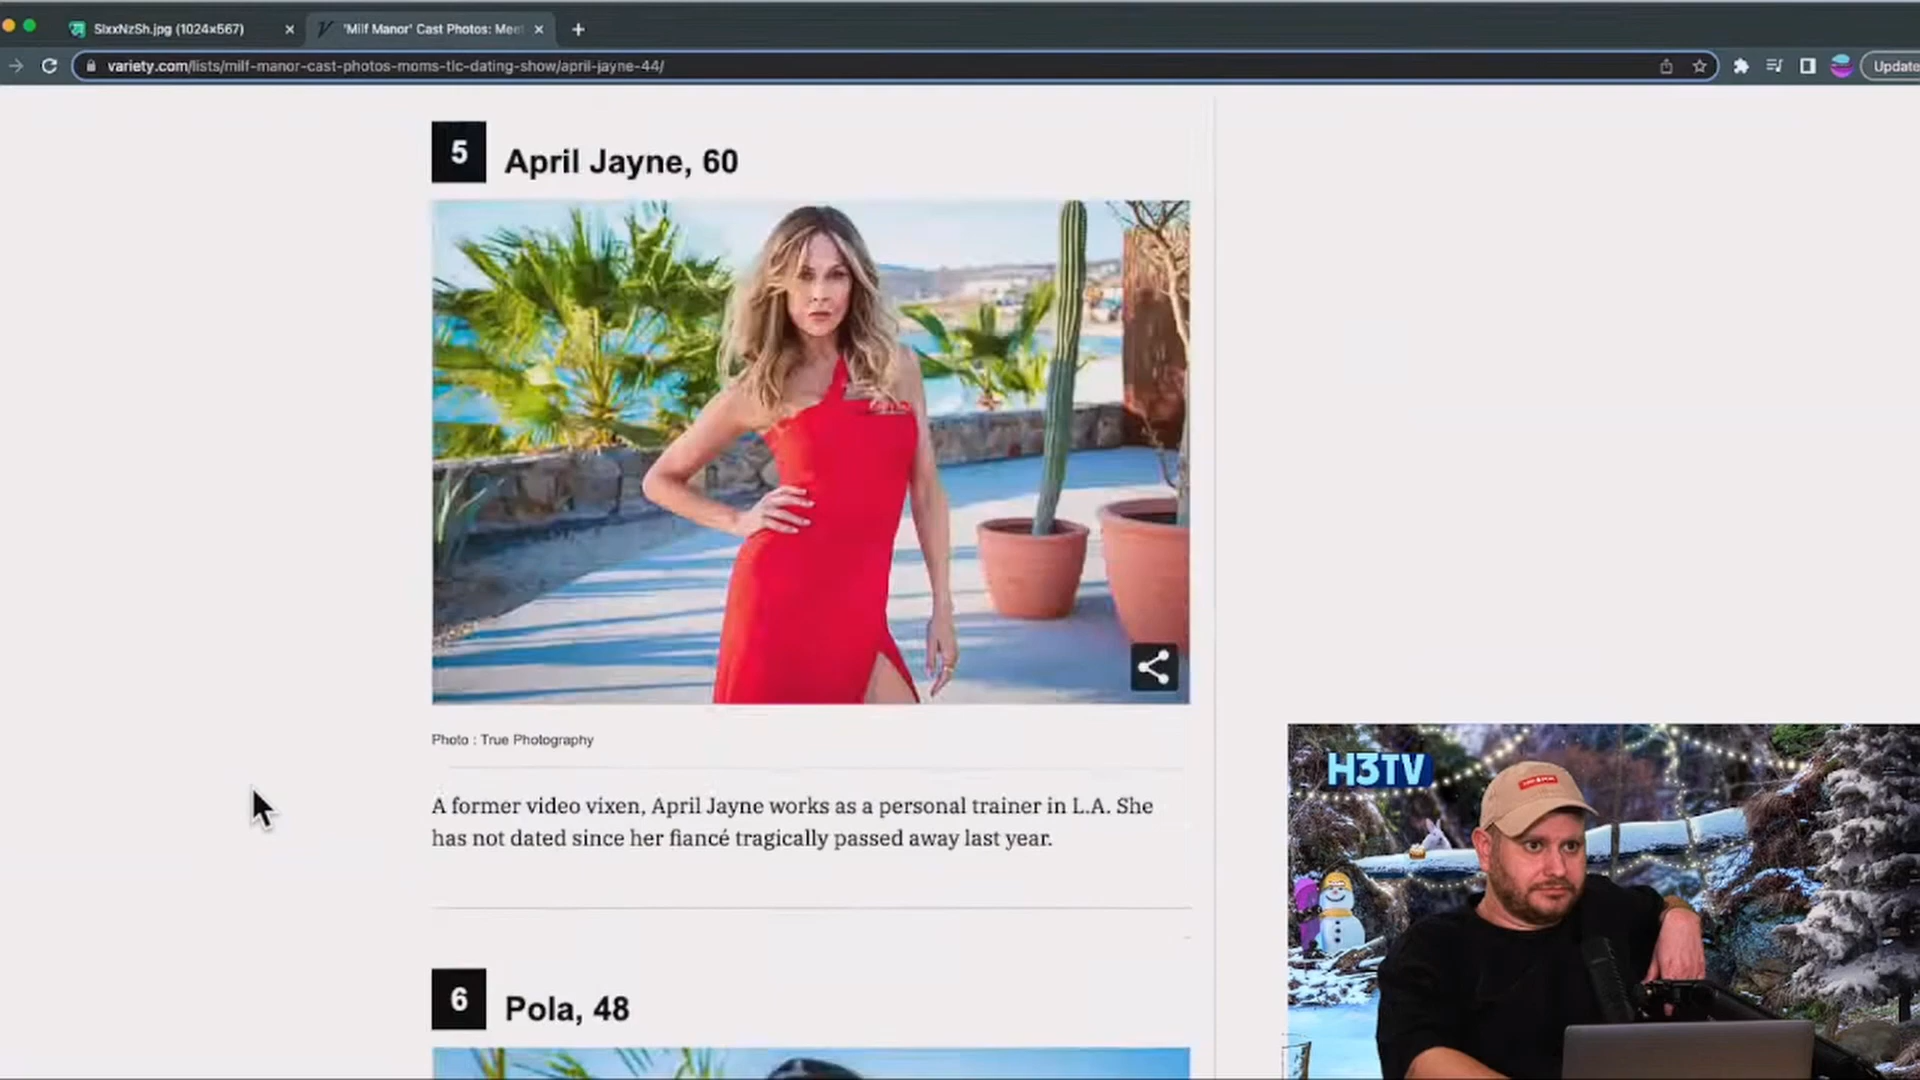 SlxxNzSh.jpg (1024×567)
'Milf Manor' Cast Photos: Meet
variety.com/lists/milf-manor-cast-photos-moms-tlc-dating-show/april-jayne-44/
Update
5
April Jayne, 60
Photo : True Photography
A former video vixen, April Jayne works as a personal trainer in L.A. She
has not dated since her fiancé tragically passed away last year.
H3TV
6
Pola, 48